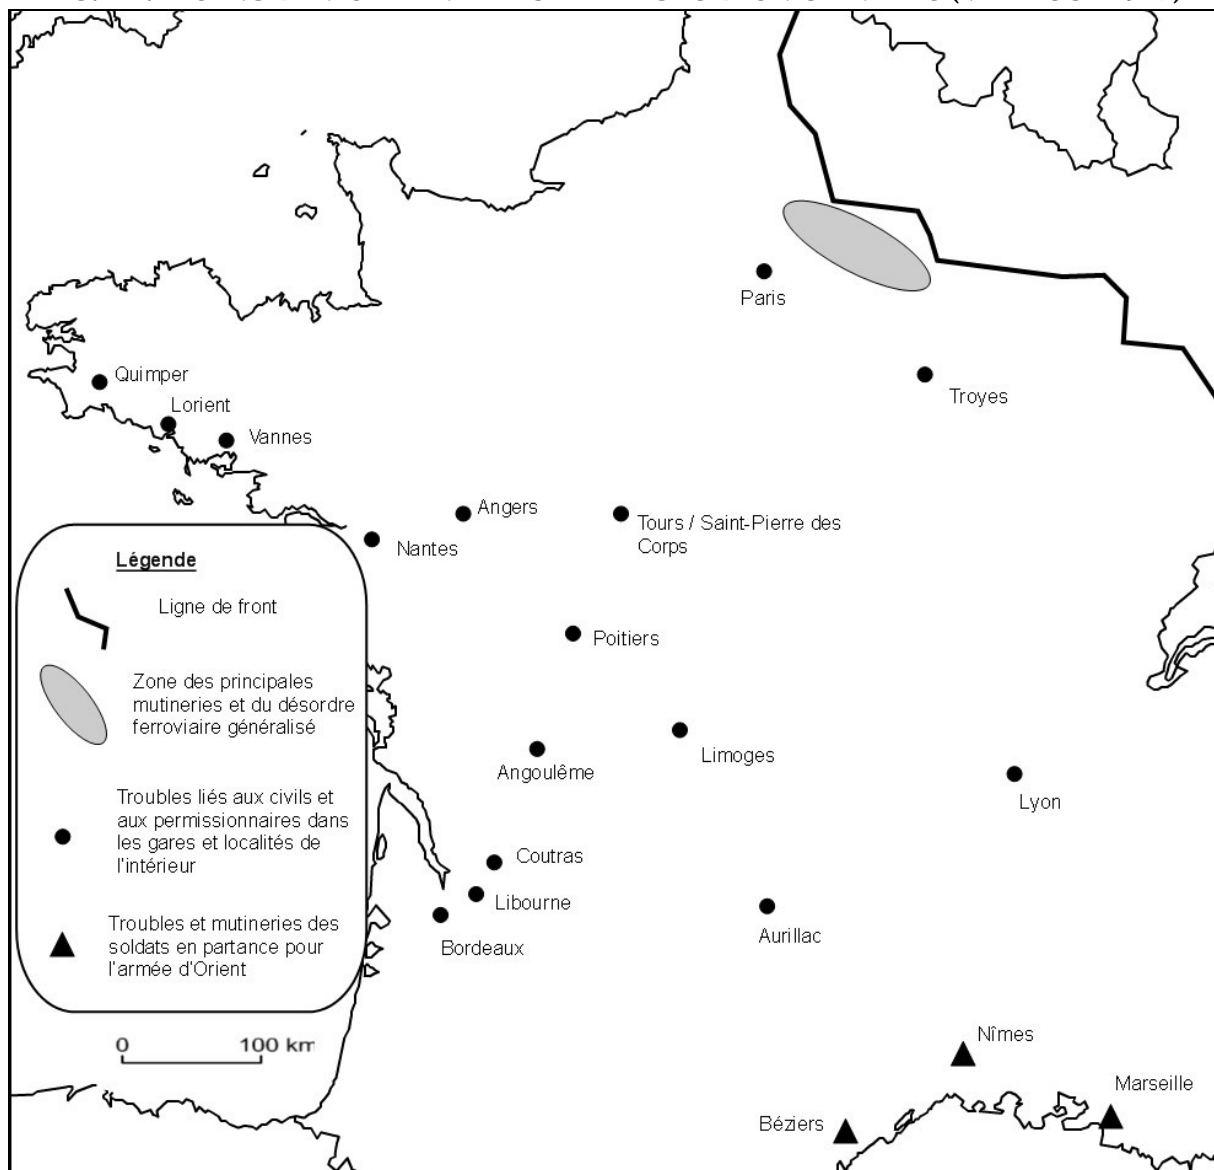 Paris
Troyes
Quimper
Lorient
Vannes
Angers
Tours / Saint-Pierre des
Corps
Nantes
Poitiers
Limoges
Angoulême
Lyon
Coutras
Libourne
Bordeaux
Aurillac
Nîmes
Marseille
Béziers
Légende
Ligne de front
Zone des principales
mutineries et du désordre
ferroviaire généralisé
Troubles liés aux civils et
aux permissionnaires dans
les gares et localités de
l'intérieur
Troubles et mutineries des
soldats en partance pour
l'armée d'Orient
0 100 km